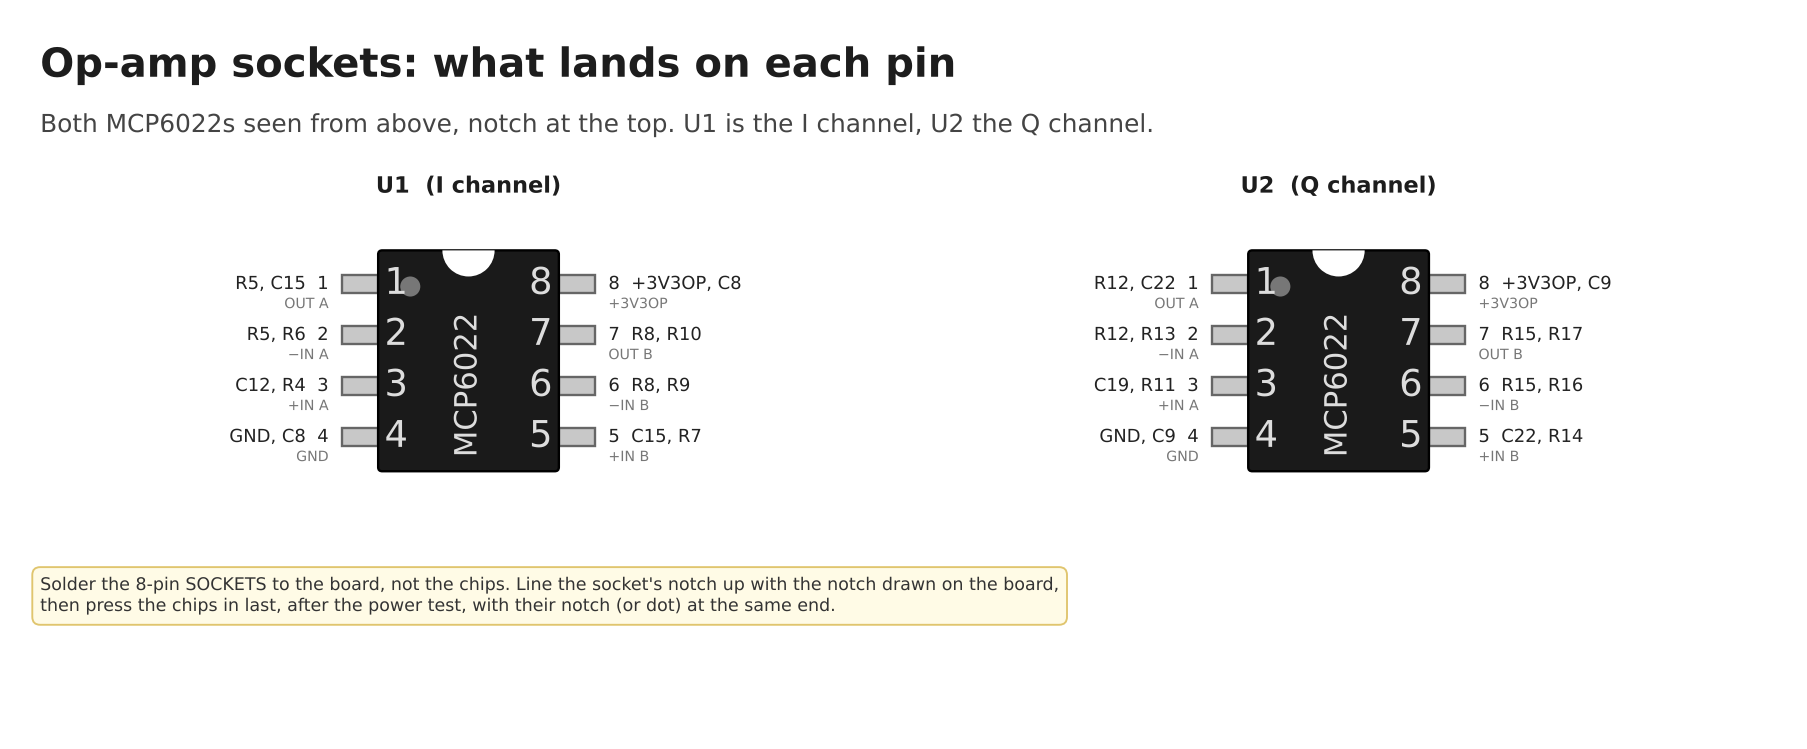 Op-amp sockets: what lands on each pin
Both MCP6022s seen from above, notch at the top. U1 is the I channel, U2 the Q channel.
U1 (I channel)
R5, C15 1
OUT A
R5, R6 2
−IN A
C12, R4 3
+IN A
GND, C8 4
GND
1
2
3
4
MCP6022
8
7
6
5
8 +3V3OP, C8
+3V3OP
7 R8, R10
OUT B
6 R8, R9
−IN B
5 C15, R7
+IN B
U2 (Q channel)
R12, C22 1
OUT A
R12, R13 2
−IN A
C19, R11 3
+IN A
GND, C9 4
GND
1
2
3
4
MCP6022
8
7
6
5
8 +3V3OP, C9
+3V3OP
7 R15, R17
OUT B
6 R15, R16
−IN B
5 C22, R14
+IN B
Solder the 8-pin SOCKETS to the board, not the chips. Line the socket's notch up with the notch drawn on the board,
then press the chips in last, after the power test, with their notch (or dot) at the same end.